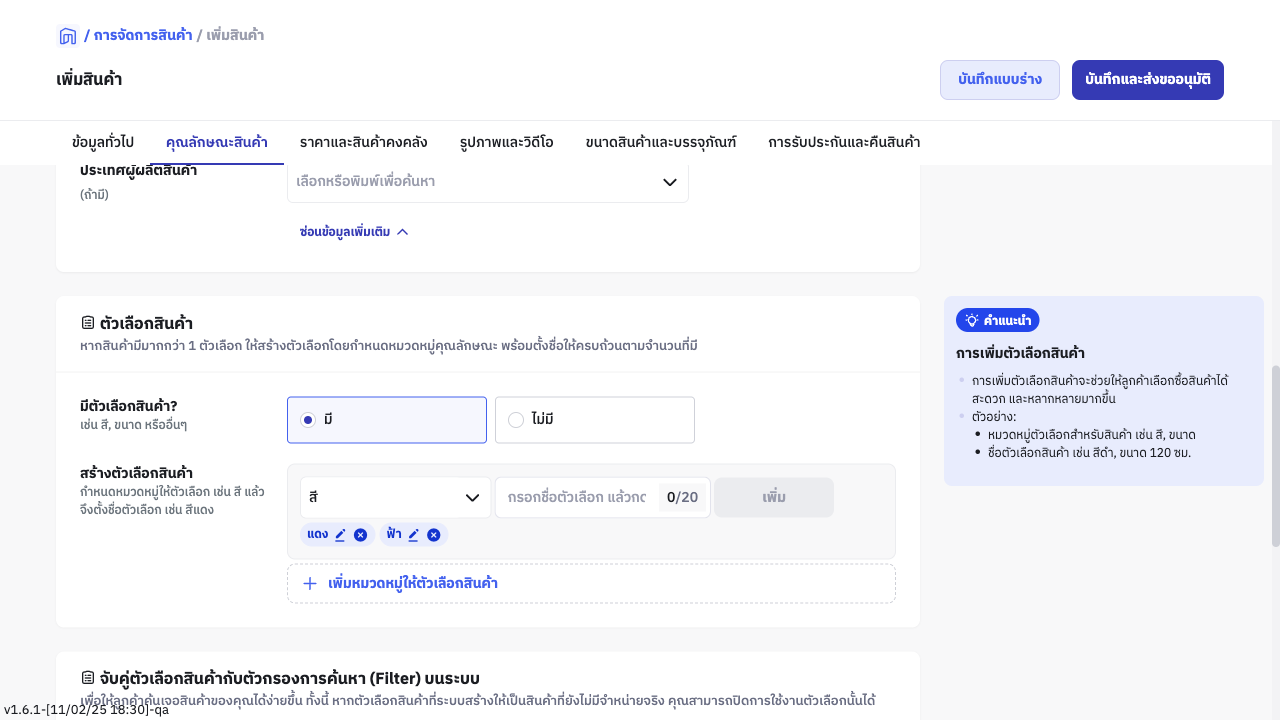 / การจัดการสินค้า / เพิ่มสินค้า
เพิ่มสินค้า
บันทึกแบบร่าง
บันทึกและส่งขออนุมัติ
ข้อมูลทั่วไป คุณลักษณะสินค้า ราคาและสินค้าคงคลัง รูปภาพและวิดีโอ ขนาดสินค้าและบรรจุภัณฑ์ การรับประกันและคืนสินค้า
ประเทศผู้ผลิตสินค้า
(ถ้ามี)
เลือกหรือพิมพ์เพื่อค้นหา
ซ่อนข้อมูลเพิ่มเติม
ตัวเลือกสินค้า
หากสินค้ามีมากกว่า 1 ตัวเลือก ให้สร้างตัวเลือกโดยกำหนดหมวดหมู่คุณลักษณะ พร้อมตั้งชื่อให้ครบถ้วนตามจำนวนที่มี
มีตัวเลือกสินค้า?
เช่น สี, ขนาด หรืออื่นๆ
มี
ไม่มี
สร้างตัวเลือกสินค้า
กำหนดหมวดหมู่ให้ตัวเลือก เช่น สี แล้ว
จึงตั้งชื่อตัวเลือก เช่น สีแดง
สี
กรอกชื่อตัวเลือก แล้วกด
0/20
เพิ่ม
แดง
ฟ้า
เพิ่มหมวดหมู่ให้ตัวเลือกสินค้า
คำแนะนำ
การเพิ่มตัวเลือกสินค้า
การเพิ่มตัวเลือกสินค้าจะช่วยให้ลูกค้าเลือกซื้อสินค้าได้
สะดวก และหลากหลายมากขึ้น
ตัวอย่าง:
หมวดหมู่ตัวเลือกสำหรับสินค้า เช่น สี, ขนาด
ชื่อตัวเลือกสินค้า เช่น สีดำ, ขนาด 120 ซม.
จับคู่ตัวเลือกสินค้ากับตัวกรองการค้นหา (Filter) บนระบบ
เพื่อให้ลูกค้าค้นเจอสินค้าของคุณได้ง่ายขึ้น ทั้งนี้ หากตัวเลือกสินค้าที่ระบบสร้างให้เป็นสินค้าที่ยังไม่มีจำหน่ายจริง คุณสามารถปิดการใช้งานตัวเลือกนั้นได้
v1.6.1-[11/02/25 18:30]-qa